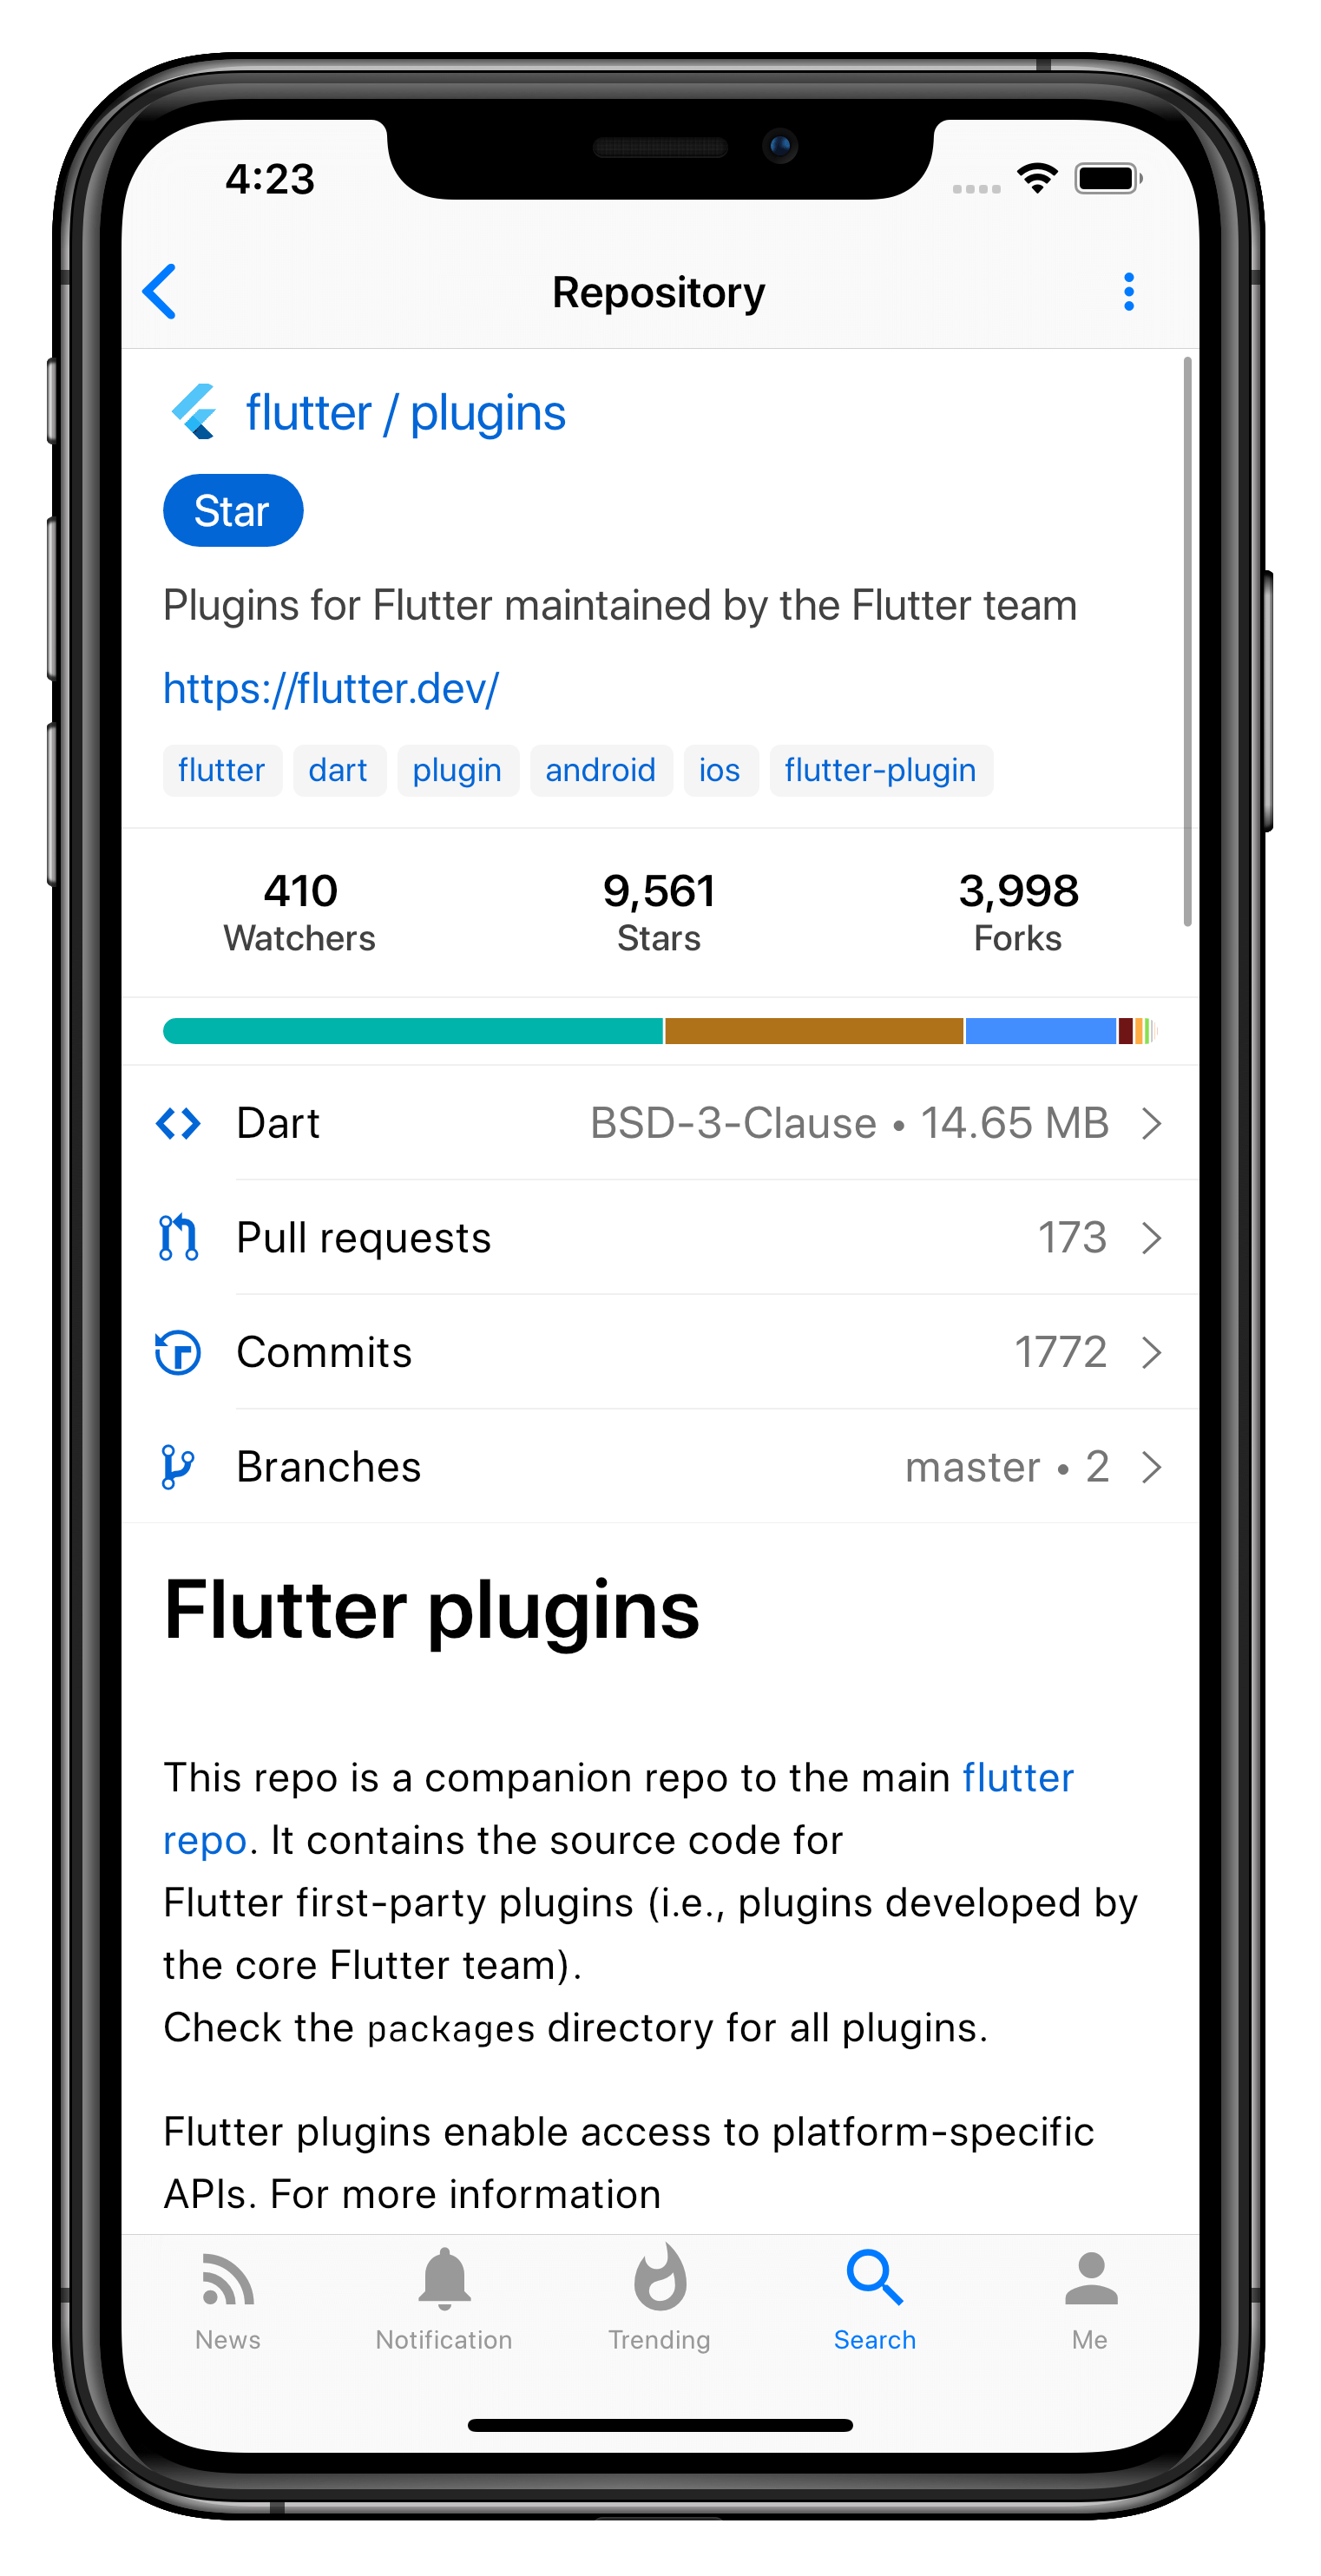 4:23
Repository
flutter / plugins
Star
Plugins for Flutter maintained by the Flutter team
https://flutter.dev/
flutter dart plugin android ios flutter-plugin
410 9,561 3,998
Watchers Stars Forks
Dart BSD-3-Clause • 14.65 MB
Pull requests 173
Commits 1772
Branches master • 2
Flutter plugins
This repo is a companion repo to the main flutter
repo. It contains the source code for
Flutter first-party plugins (i.e., plugins developed by
the core Flutter team).
Check the packages directory for all plugins.
Flutter plugins enable access to platform-specific
APIs. For more information
News Notification Trending Search Me